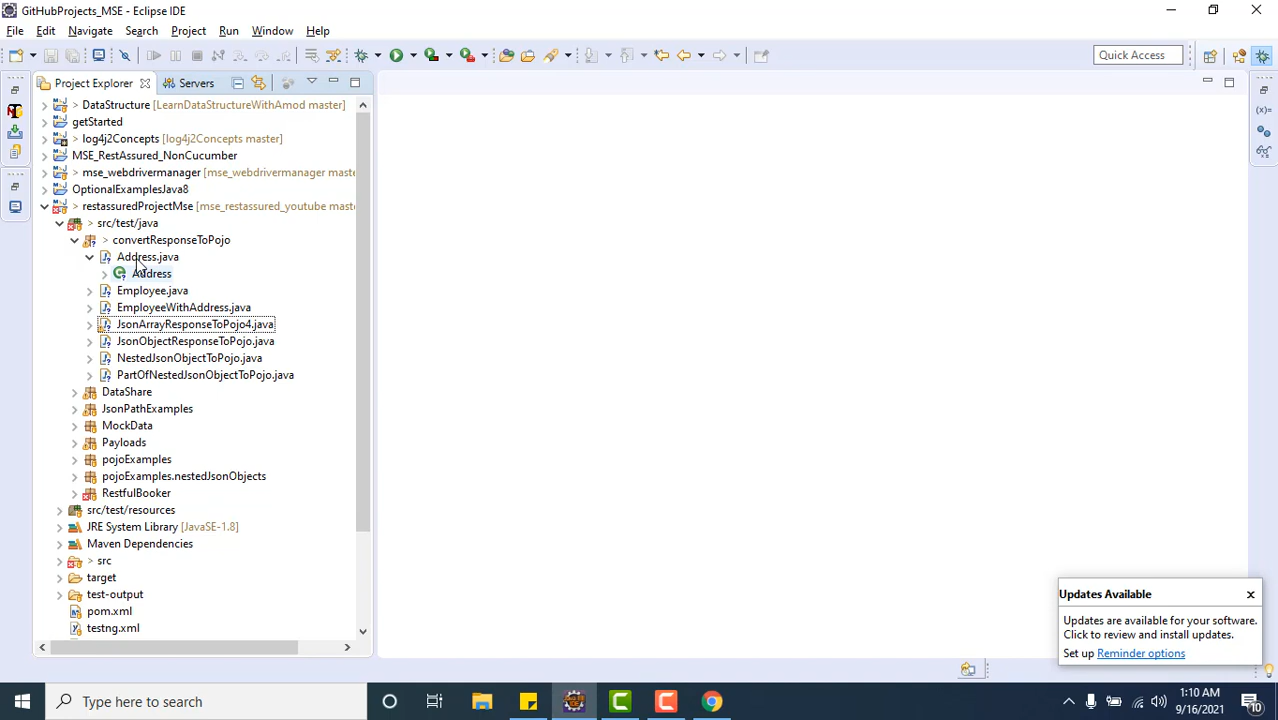 GitHubProjects_MSE - Eclipse IDE
File Edit Navigate Search Project Run Window Help
Quick Access
Project Explorer Servers
> DataStructure [LearnDataStructureWithAmod master]
getStarted
> log4j2Concepts [log4j2Concepts master]
MSE_RestAssured_NonCucumber
> mse_webdrivermanager [mse_webdrivermanager maste
OptionalExamplesJava8
> restassuredProjectMse [mse_restassured_youtube maste
> src/test/java
> convertResponseToPojo
Address.java
Address
Employee.java
EmployeeWithAddress.java
JsonArrayResponseToPojo4.java
JsonObjectResponseToPojo.java
NestedJsonObjectToPojo.java
PartOfNestedJsonObjectToPojo.java
DataShare
JsonPathExamples
MockData
Payloads
pojoExamples
pojoExamples.nestedJsonObjects
RestfulBooker
src/test/resources
JRE System Library [JavaSE-1.8]
Maven Dependencies
> src
target
test-output
pom.xml
testng.xml
Updates Available
Updates are available for your software.
Click to review and install updates.
Set up Reminder options
Type here to search
1:10 AM
9/16/2021
10